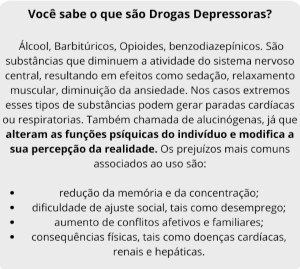 Você sabe o que são Drogas Depressoras?
Álcool, Barbitúricos, Opioides, benzodiazepínicos. São
substâncias que diminuem a atividade do sistema nervoso
central, resultando em efeitos como sedação, relaxamento
muscular, diminuição da ansiedade. Nos casos extremos
esses tipos de substâncias podem gerar paradas cardíacas
ou respiratorias. Também chamada de alucinógenas, já que
alteram as funções psíquicas do indivíduo e modifica a
sua percepção da realidade. Os prejuízos mais comuns
associados ao uso são:
• redução da memória e da concentração;
• dificuldade de ajuste social, tais como desemprego;
• aumento de conflitos afetivos e familiares;
• consequências físicas, tais como doenças cardíacas,
renais e hepáticas.